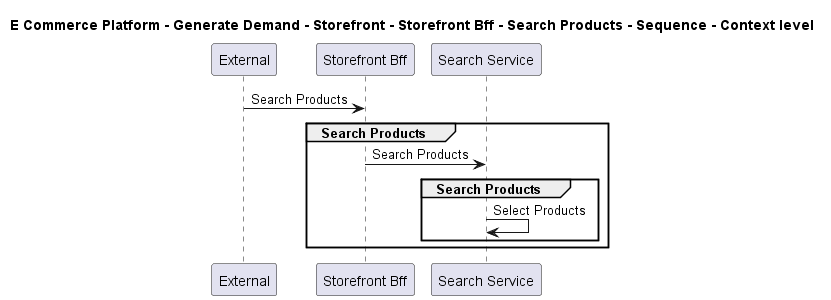 E Commerce Platform - Generate Demand - Storefront - Storefront Bff - Search Products - Sequence - Context level
External
Storefront Bff
Search Service
Search Products
Search Products
Search Products
Search Products
Select Products
External
Storefront Bff
Search Service